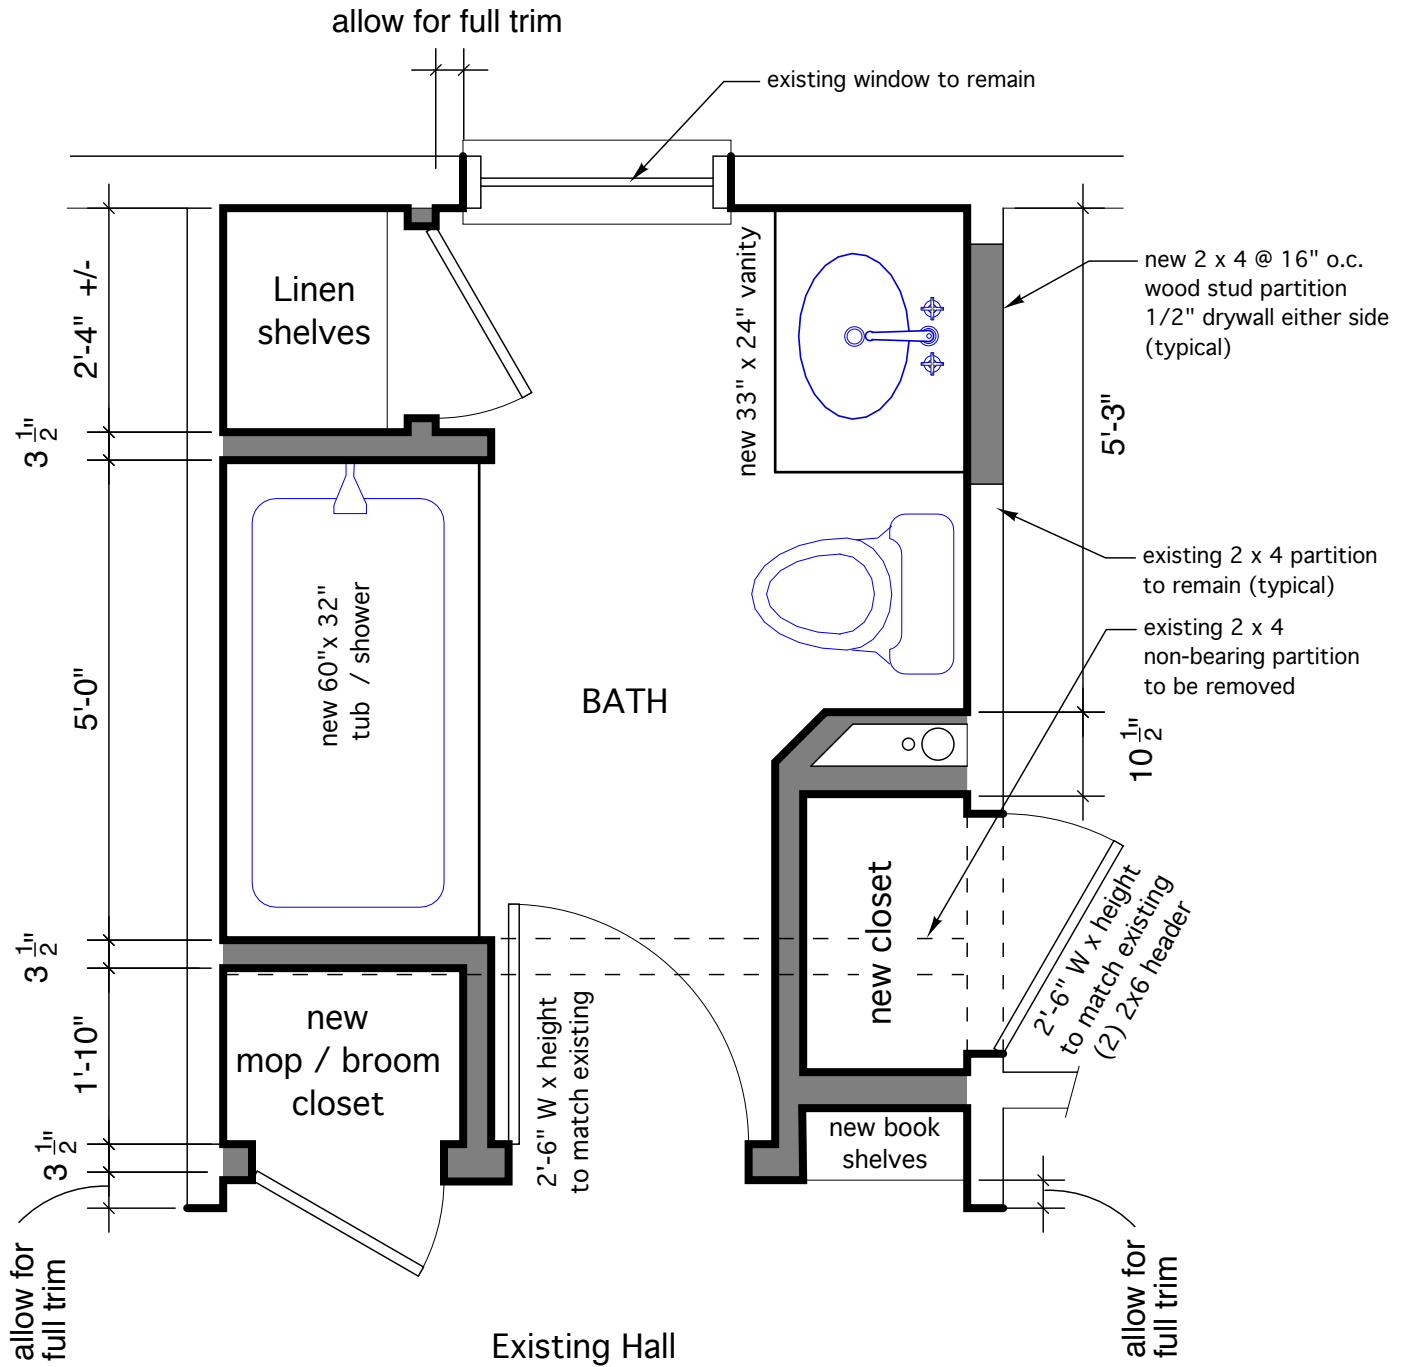 allow for full trim
existing window to remain
new 2 x 4 @ 16" o.c.
wood stud partition
1/2" drywall either side
(typical)
Linen
shelves
new 33" x 24" vanity
2'-4" +/-
3 1/2"
5'-0"
3 1/2"
1'-10"
3 1/2"
5'-3"
10 1/2"
existing 2 x 4 partition
to remain (typical)
existing 2 x 4
non-bearing partition
to be removed
new 60"x 32"
tub / shower
BATH
new closet
2'-6" W x height
to match existing
(2) 2x6 header
new
mop / broom
closet
2'-6" W x height
to match existing
new book
shelves
allow for
full trim
allow for
full trim
Existing Hall